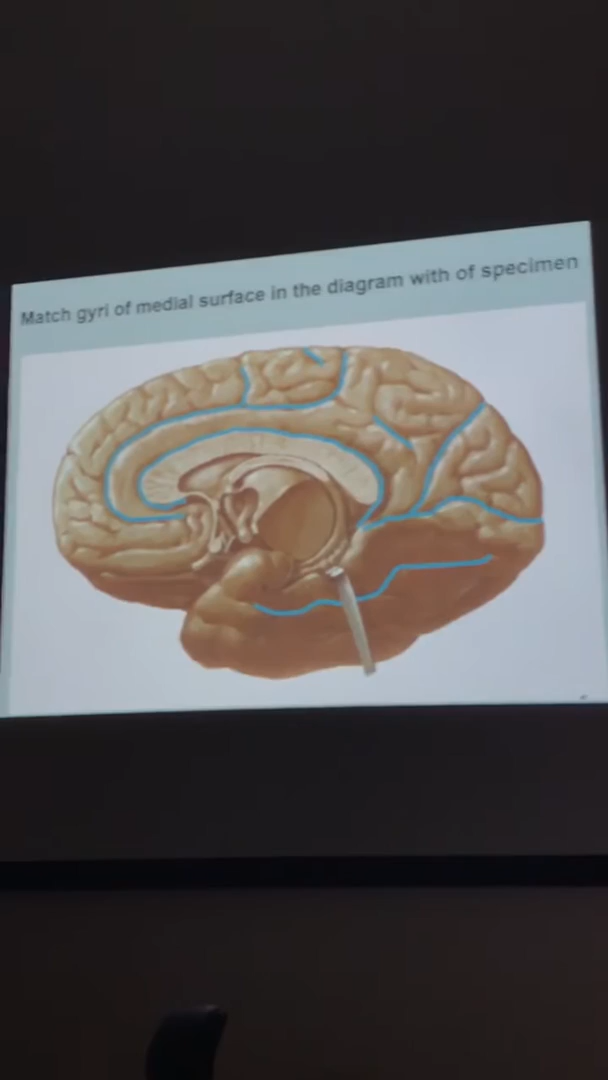 Match gyri of medial surface in the diagram with of specimen